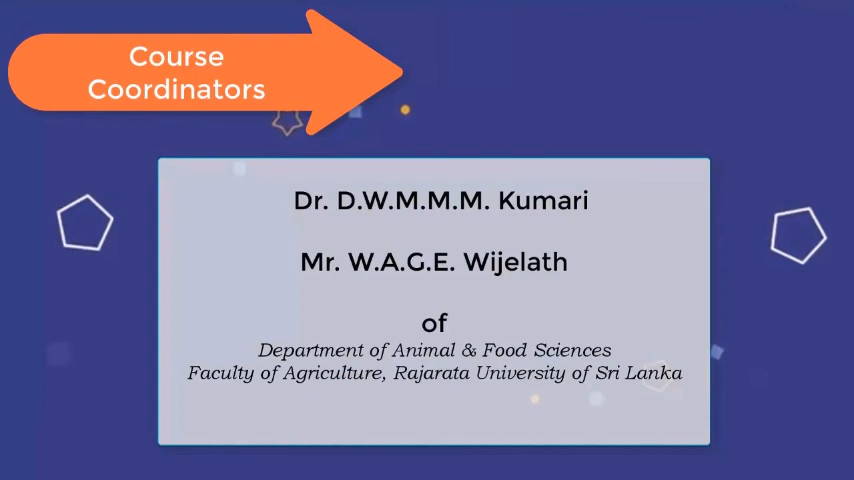 Course
Coordinators
Dr. D.W.M.M.M. Kumari
Mr. W.A.G.E. Wijelath
of
Department of Animal & Food Sciences
Faculty of Agriculture, Rajarata University of Sri Lanka